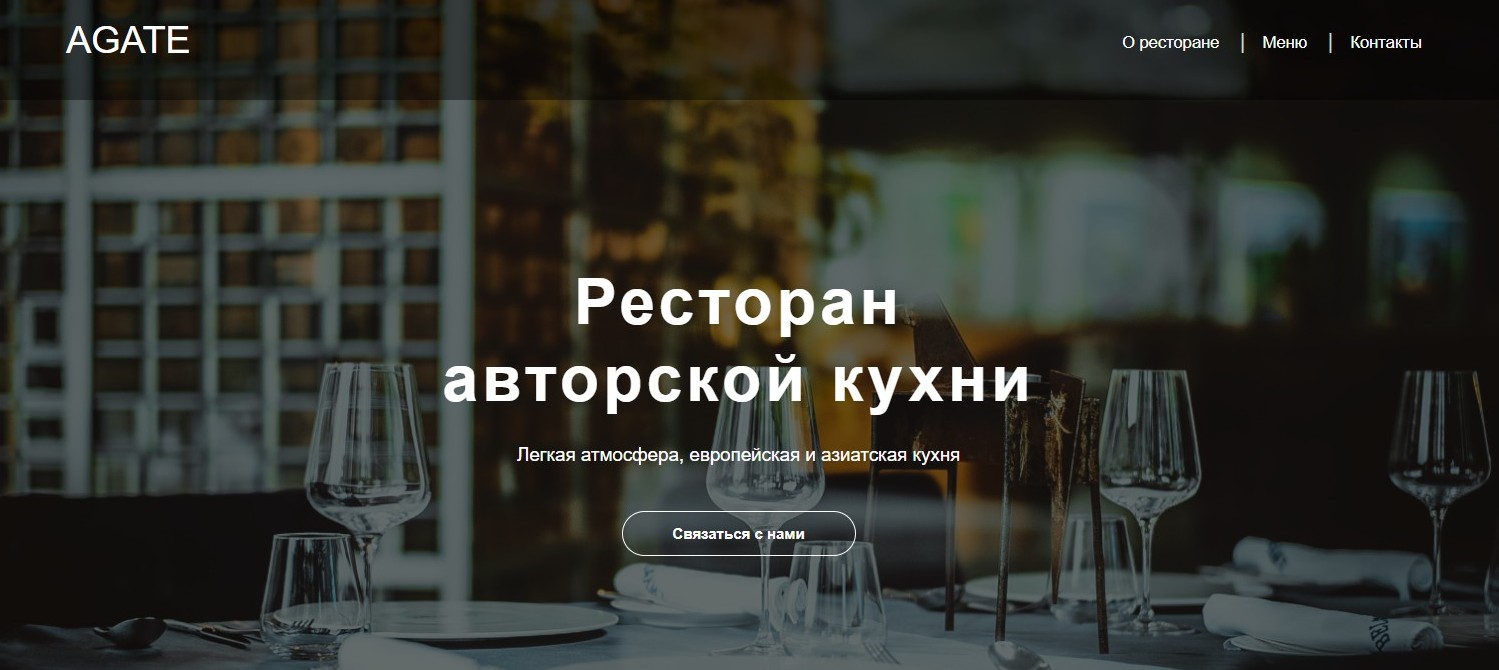 AGATE
О ресторане | Меню | Контакты
Ресторан
авторской кухни
Легкая атмосфера, европейская и азиатская кухня
Связаться с нами